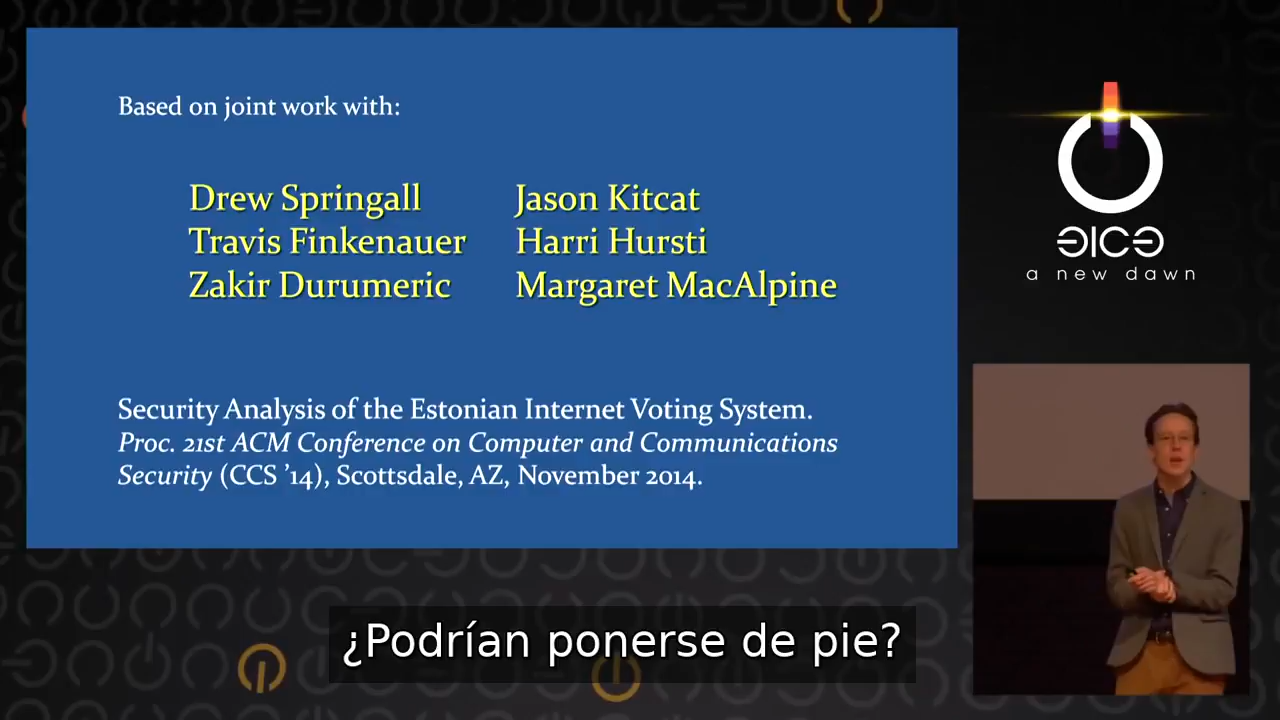 Based on joint work with:
Drew Springall
Travis Finkenauer
Zakir Durumeric
Jason Kitcat
Harri Hursti
Margaret MacAlpine
Security Analysis of the Estonian Internet Voting System.
Proc. 21st ACM Conference on Computer and Communications
Security (CCS ’14), Scottsdale, AZ, November 2014.
a new dawn
¿Podrían ponerse de pie?